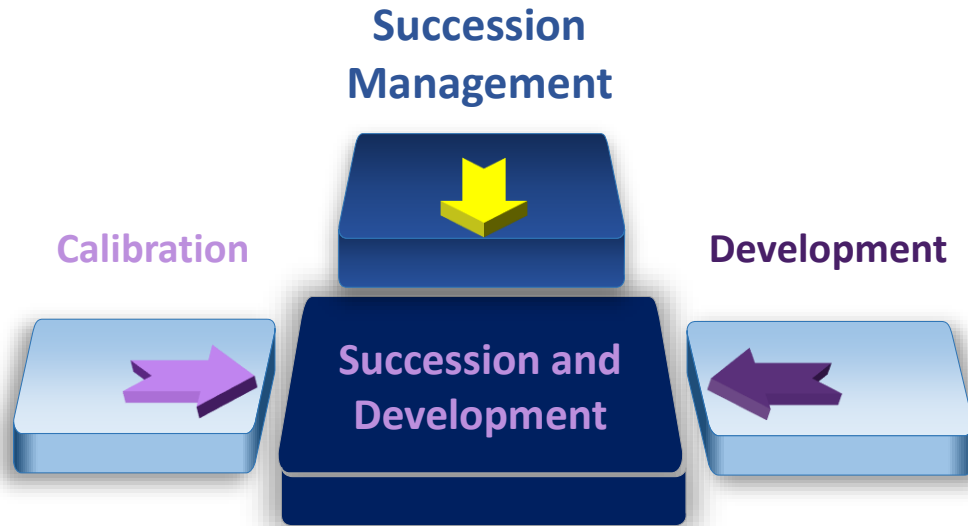 Succession
Management
Calibration
Development
Succession and
Development